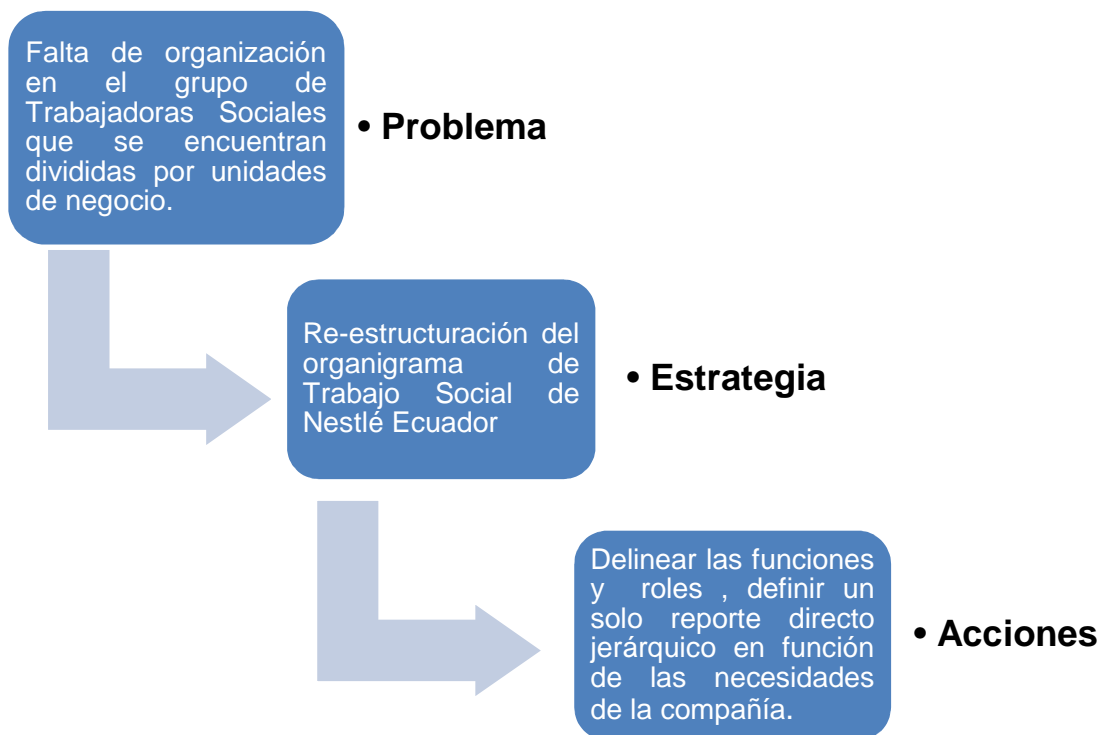 Falta de organización
en el grupo de
Trabajadoras Sociales
que se encuentran
divididas por unidades
de negocio.
• Problema
Re-estructuración del
organigrama de
Trabajo Social de
Nestlé Ecuador
• Estrategia
Delinear las funciones
y roles , definir un
solo reporte directo
jerárquico en función
de las necesidades
de la compañía.
• Acciones